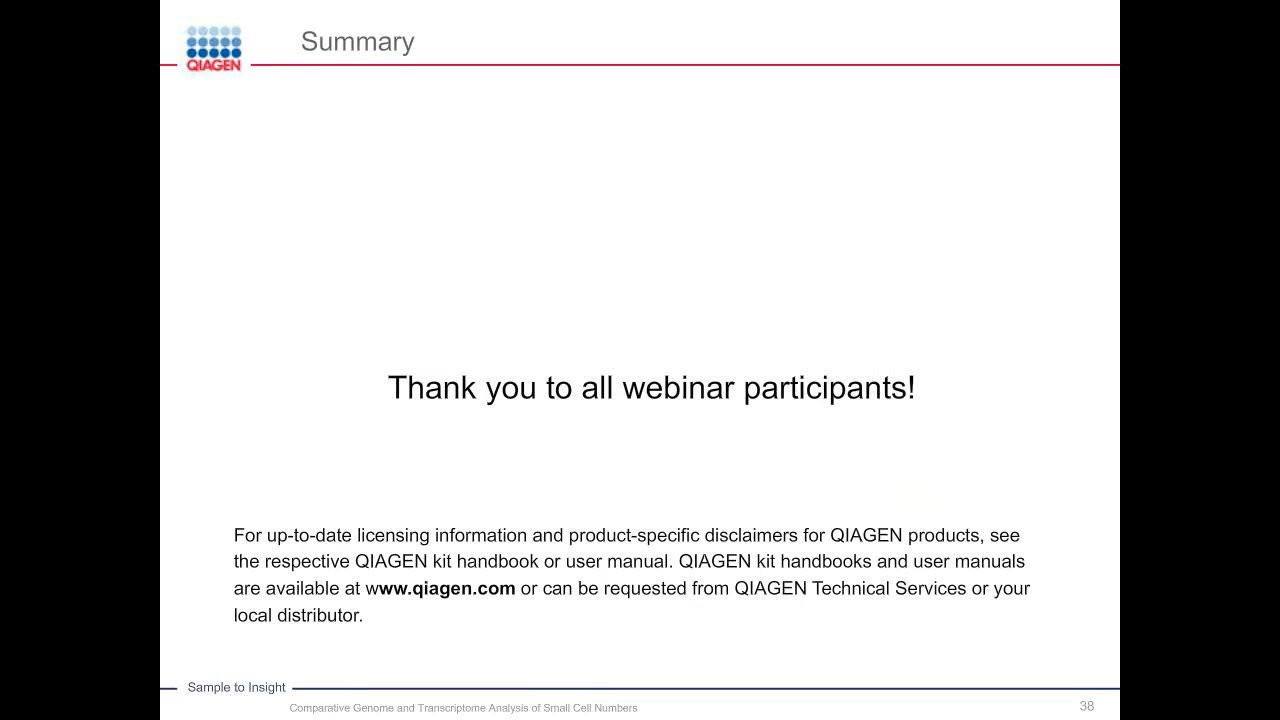 QIAGEN
Summary
Thank you to all webinar participants!
For up-to-date licensing information and product-specific disclaimers for QIAGEN products, see
the respective QIAGEN kit handbook or user manual. QIAGEN kit handbooks and user manuals
are available at www.qiagen.com or can be requested from QIAGEN Technical Services or your
local distributor.
Sample to Insight
Comparative Genome and Transcriptome Analysis of Small Cell Numbers
38